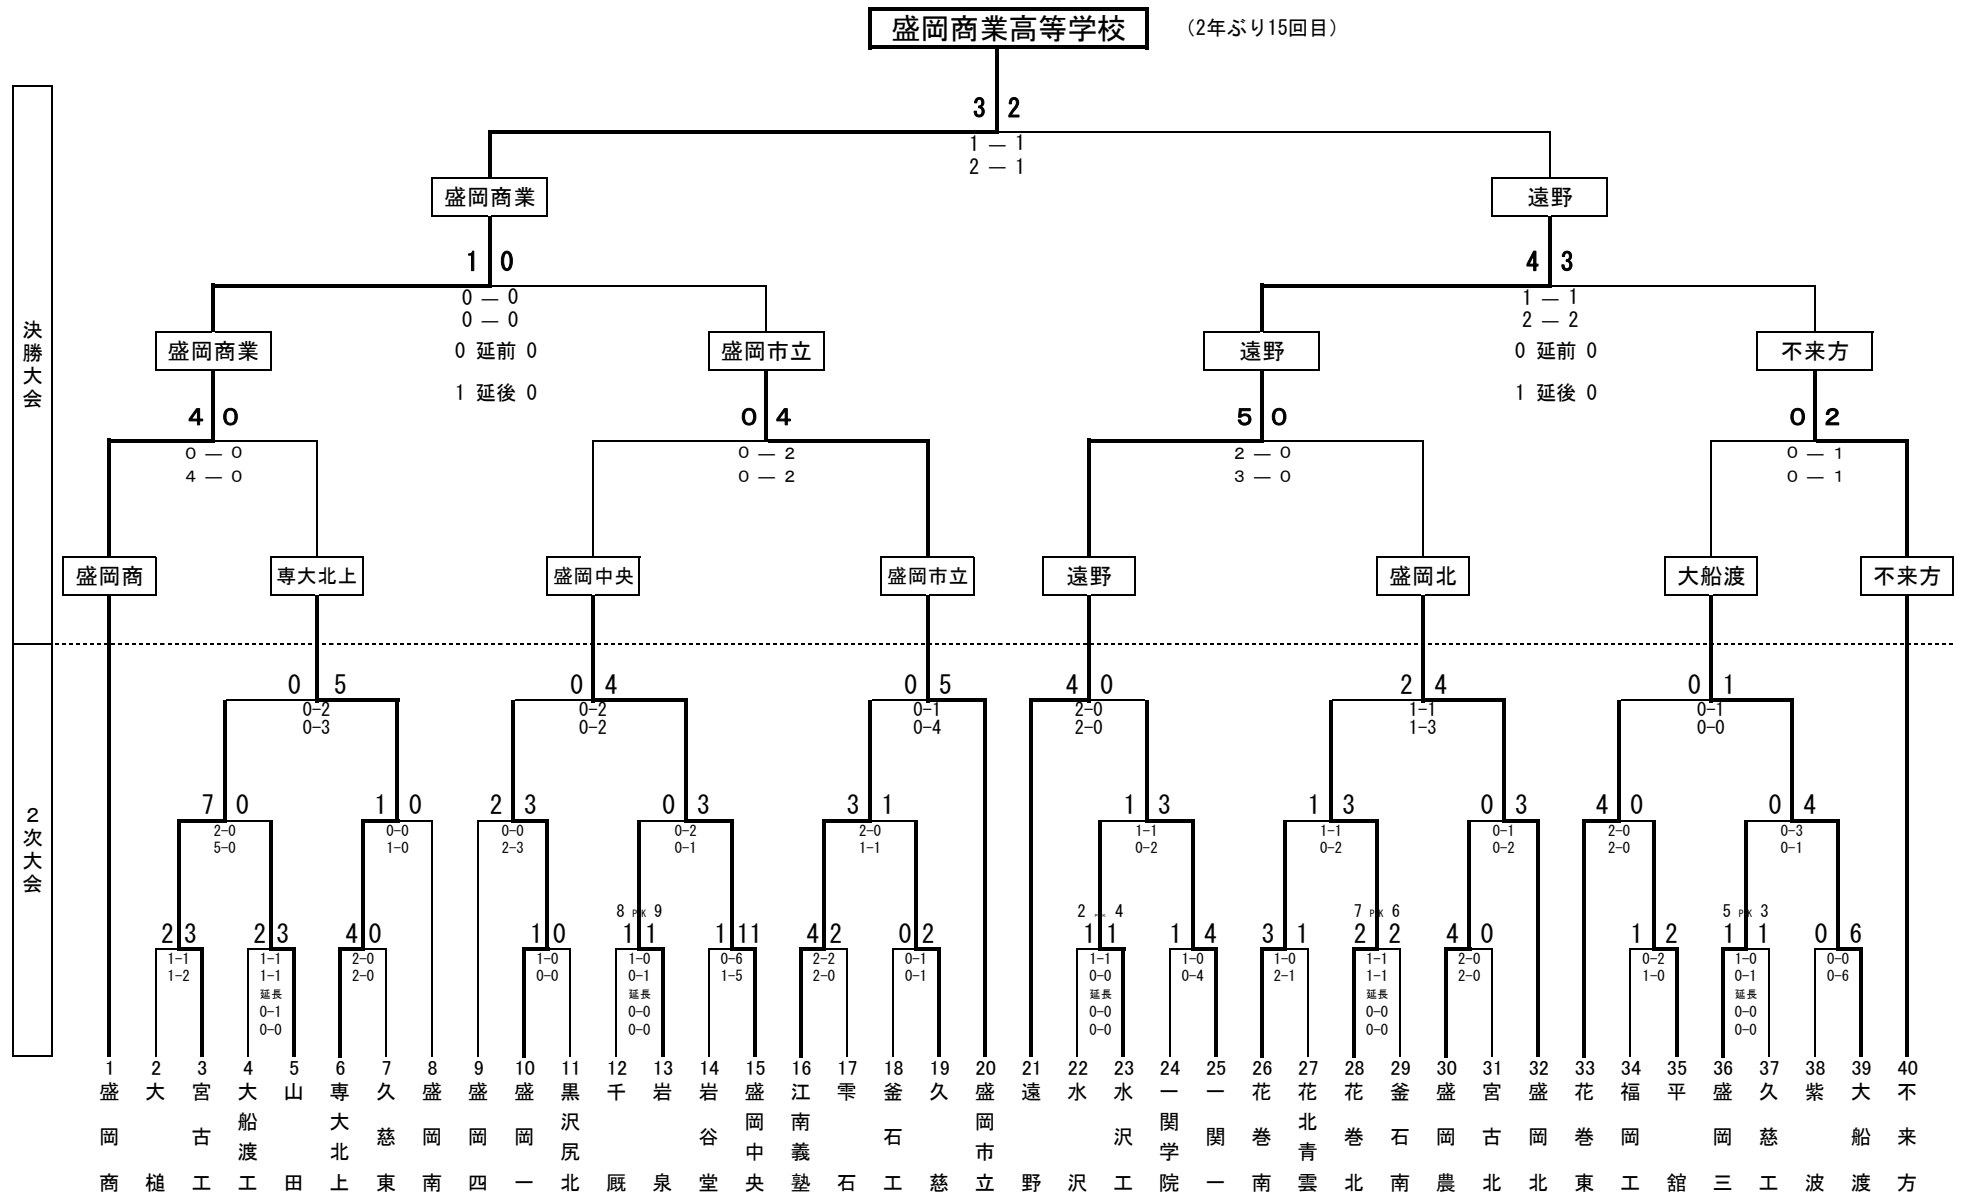 盛岡商業高等学校 （2年ぶり15回目）
3 2
1 ― 1
2 ― 1
盛岡商業 遠野
1 0 4 3
0 ― 0 1 ― 1
0 ― 0 2 ― 2
決勝大会
盛岡商業 0 延前 0 盛岡市立 遠野 0 延前 0 不来方
1 延後 0 1 延後 0
4 0 0 4 5 0 0 2
0 ― 0 0 ― 2 2 ― 0 0 ― 1
4 ― 0 0 ― 2 3 ― 0 0 ― 1
盛岡商 専大北上 盛岡中央 盛岡市立 遠野 盛岡北 大船渡 不来方
2次大会
0 5 0 4 0 5 4 0 2 4 0 1
0-2 0-2 0-1 2-0 1-1 0-1
0-3 0-2 0-4 2-0 1-3 0-0
7 0 1 0 2 3 0 3 3 1 1 3 1 3 0 3 4 0 0 4
2-0 0-0 0-0 0-2 2-0 1-1 1-1 0-1 2-0 0-3
5-0 1-0 2-3 0-1 1-1 0-2 0-2 0-2 2-0 0-1
8 PK 9 2 4 7 PK 6 5 PK 3
2 3 2 3 4 0 1 0 1 1 1 11 4 2 0 2 1 1 1 4 3 1 2 2 4 0 1 2 1 1 0 6
1-1 1-1 2-0 1-0 1-0 0-6 2-2 0-1 1-1 1-0 1-0 1-1 2-0 0-2 1-0 0-0
1-2 1-1 2-0 0-0 0-1 1-5 2-0 0-1 0-0 0-4 2-1 1-1 2-0 1-0 0-1 0-6
延長 延長 延長 延長 延長
0-1 0-0 0-0 0-0 0-0
0-0 0-0 0-0 0-0 0-0
1 2 3 4 5 6 7 8 9 10 11 12 13 14 15 16 17 18 19 20 21 22 23 24 25 26 27 28 29 30 31 32 33 34 35 36 37 38 39 40
盛岡商
大槌
宮古工
大船渡工
山田
専大北上
久慈東
盛岡南
盛岡四
盛岡一
黒沢尻北
千厩
岩泉
岩谷堂
盛岡中央
江南義塾
雫石
釜石工
久慈
盛岡市立
遠野
水沢
水沢工
一関学院
一関一
花巻南
花北青雲
花巻北
釜石南
盛岡農
宮古北
盛岡北
花巻東
福岡工
平舘
盛岡三
久慈工
紫波
大船渡
不来方